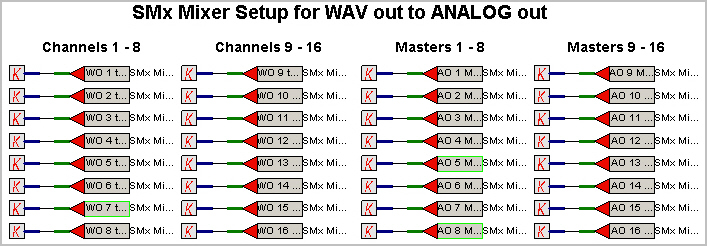 SMx Mixer Setup for WAV out to ANALOG out
Channels 1 - 8 Channels 9 - 16 Masters 1 - 8 Masters 9 - 16
K WO 1 t... SMx Mi... K WO 9 t... SMx Mi... K AO 1 M... SMx Mi... K AO 9 M... SMx Mi...
K WO 2 t... SMx Mi... K WO 10 ... SMx Mi... K AO 2 M... SMx Mi... K AO 10 ... SMx Mi...
K WO 3 t... SMx Mi... K WO 11 ... SMx Mi... K AO 3 M... SMx Mi... K AO 11 ... SMx Mi...
K WO 4 t... SMx Mi... K WO 12 ... SMx Mi... K AO 4 M... SMx Mi... K AO 12 ... SMx Mi...
K WO 5 t... SMx Mi... K WO 13 ... SMx Mi... K AO 5 M... SMx Mi... K AO 13 ... SMx Mi...
K WO 6 t... SMx Mi... K WO 14 ... SMx Mi... K AO 6 M... SMx Mi... K AO 14 ... SMx Mi...
K WO 7 t... SMx Mi... K WO 15 ... SMx Mi... K AO 7 M... SMx Mi... K AO 15 ... SMx Mi...
K WO 8 t... SMx Mi... K WO 16 ... SMx Mi... K AO 8 M... SMx Mi... K AO 16 ... SMx Mi...